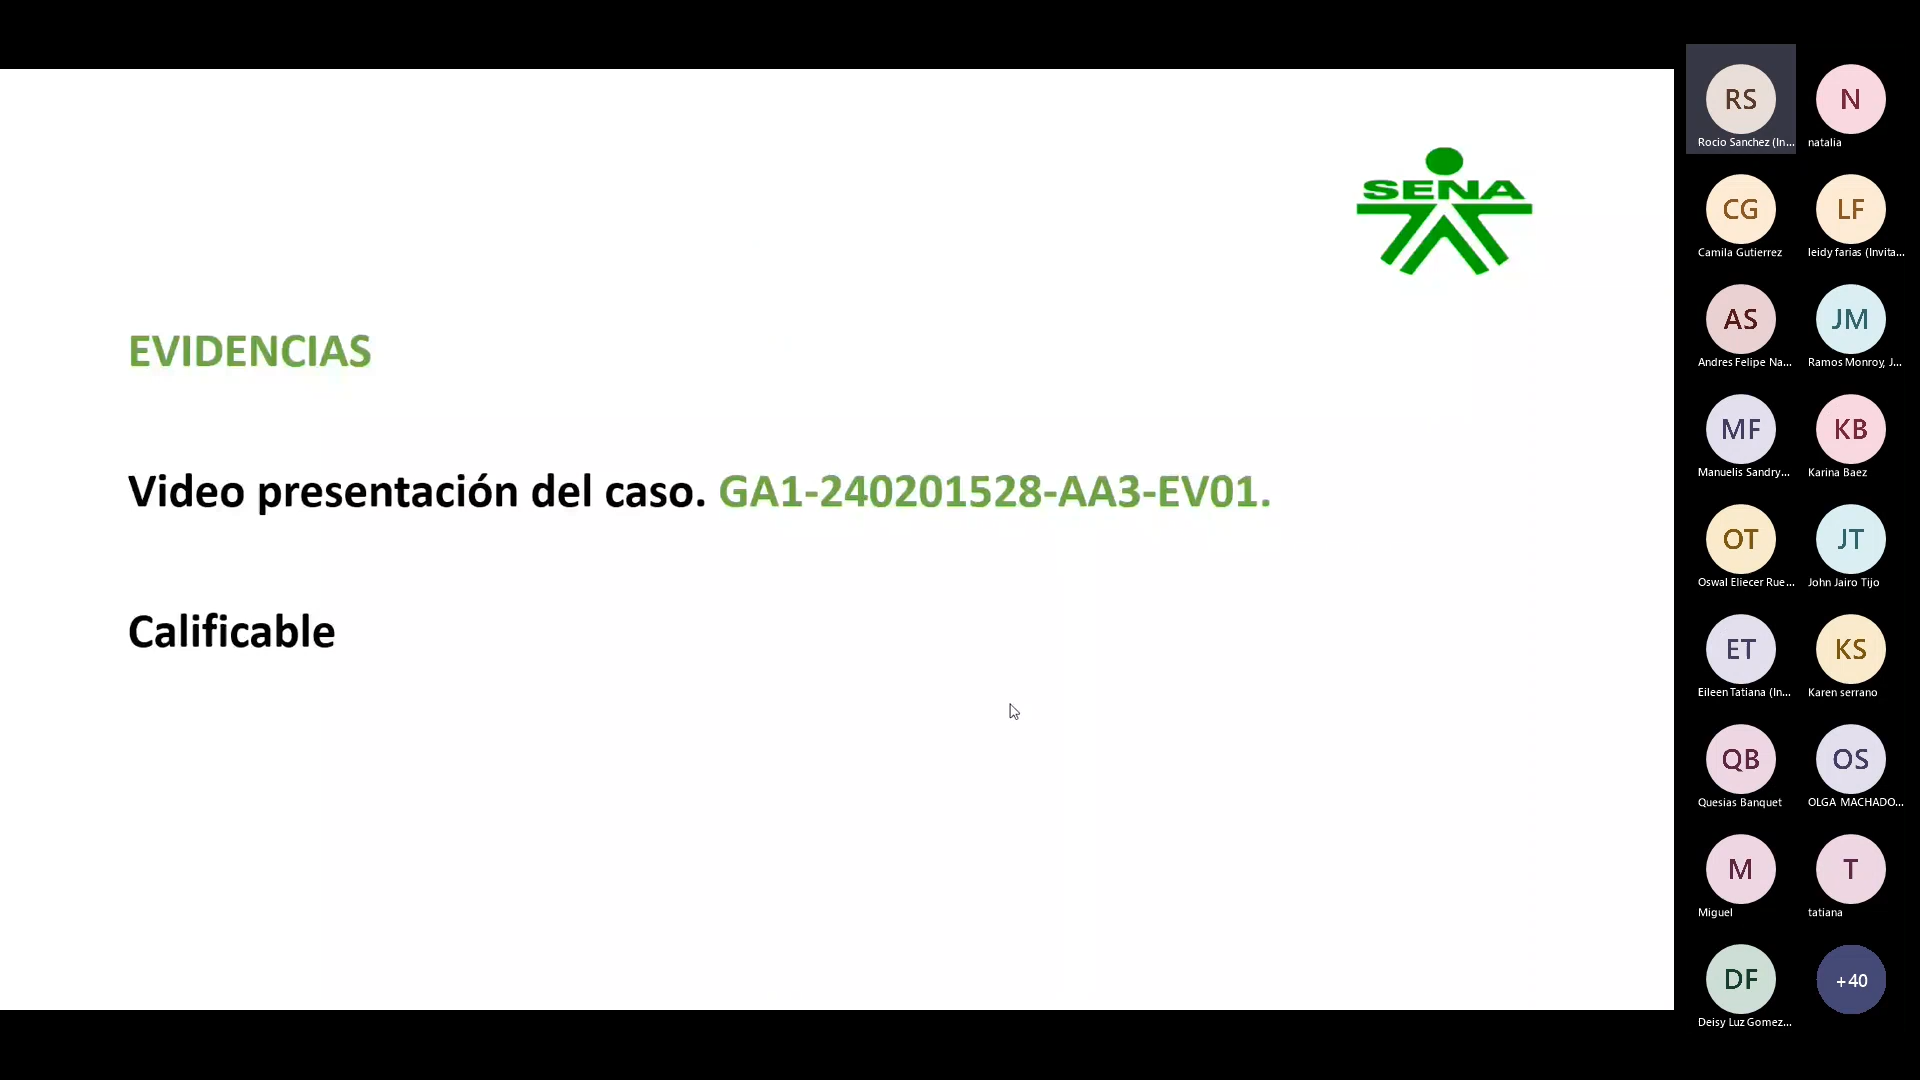 SENA
EVIDENCIAS
Video presentación del caso. GA1-240201528-AA3-EV01.
Calificable
RS
Rocio Sanchez (In...
N
natalia
CG
Camila Gutierrez
LF
leidy farias (Invita...
AS
Andres Felipe Na...
JM
Ramos Monroy, J...
MF
Manuelis Sandry...
KB
Karina Baez
OT
Oswal Eliecer Rue...
JT
John Jairo Tijo
ET
Eileen Tatiana (In...
KS
Karen serrano
QB
Quesias Banquet
OS
OLGA MACHADO...
M
Miguel
T
tatiana
DF
Deisy Luz Gomez...
+40